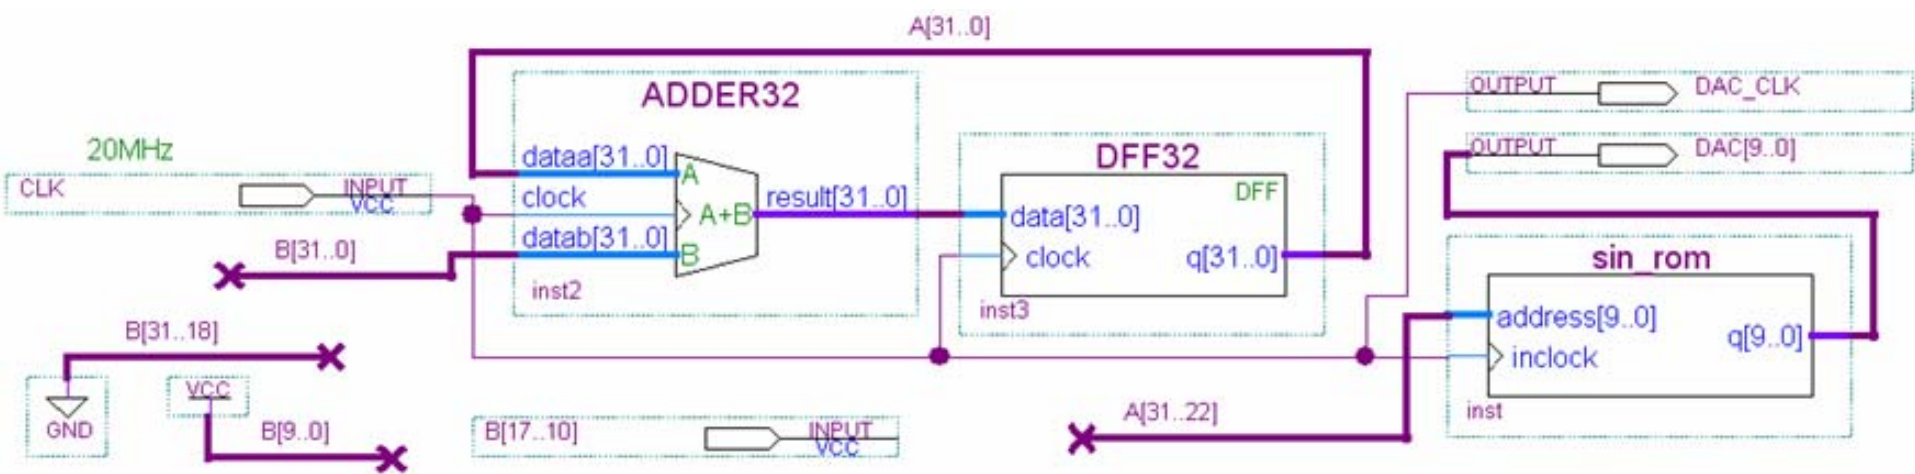 A[31..0]
ADDER32
20MHz
CLK
INPUT
VCC
dataa[31..0]
A
clock
A+B
result[31..0]
datab[31..0]
B
inst2
B[31..0]
DFF32
DFF
data[31..0]
clock
q[31..0]
inst3
OUTPUT
DAC_CLK
OUTPUT
DAC[9..0]
sin_rom
address[9..0]
q[9..0]
inclock
inst
B[31..18]
GND
VCC
B[9..0]
B[17..10]
INPUT
VCC
A[31..22]